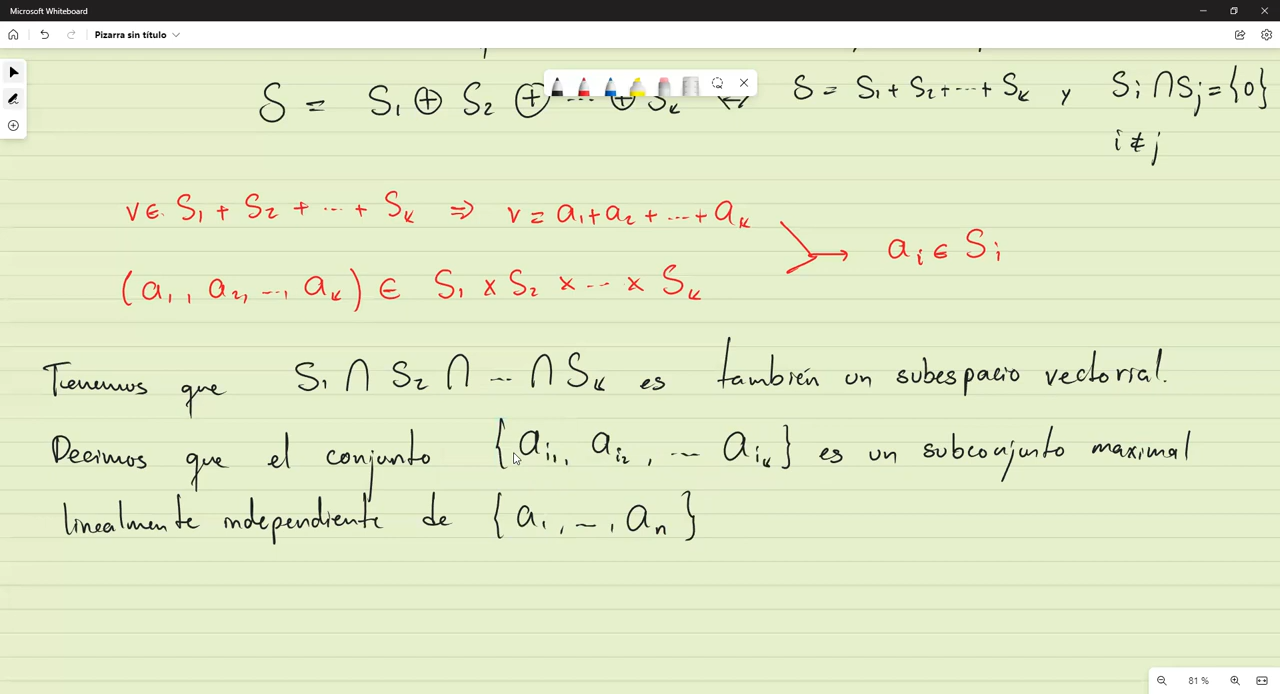 Microsoft Whiteboard
Pizarra sin título
S = S₁ ⊕ S₂ ⊕ ... ⊕ Sₖ ↔ S = S₁ + S₂ + ... + Sₖ y Sᵢ ∩ Sⱼ = {0}
i ≠ j
v ∈ S₁ + S₂ + ... + Sₖ ⇒ v = a₁ + a₂ + ... + aₖ
aᵢ ∈ Sᵢ
(a₁, a₂, ..., aₖ) ∈ S₁ x S₂ x ... x Sₖ
Tenemos que S₁ ∩ S₂ ∩ ... ∩ Sₖ es también un subespacio vectorial.
Decimos que el conjunto {aᵢ₁, aᵢ₂, ... aᵢₖ} es un subconjunto maximal
linealmente independiente de {a₁, ..., aₙ}
81 %